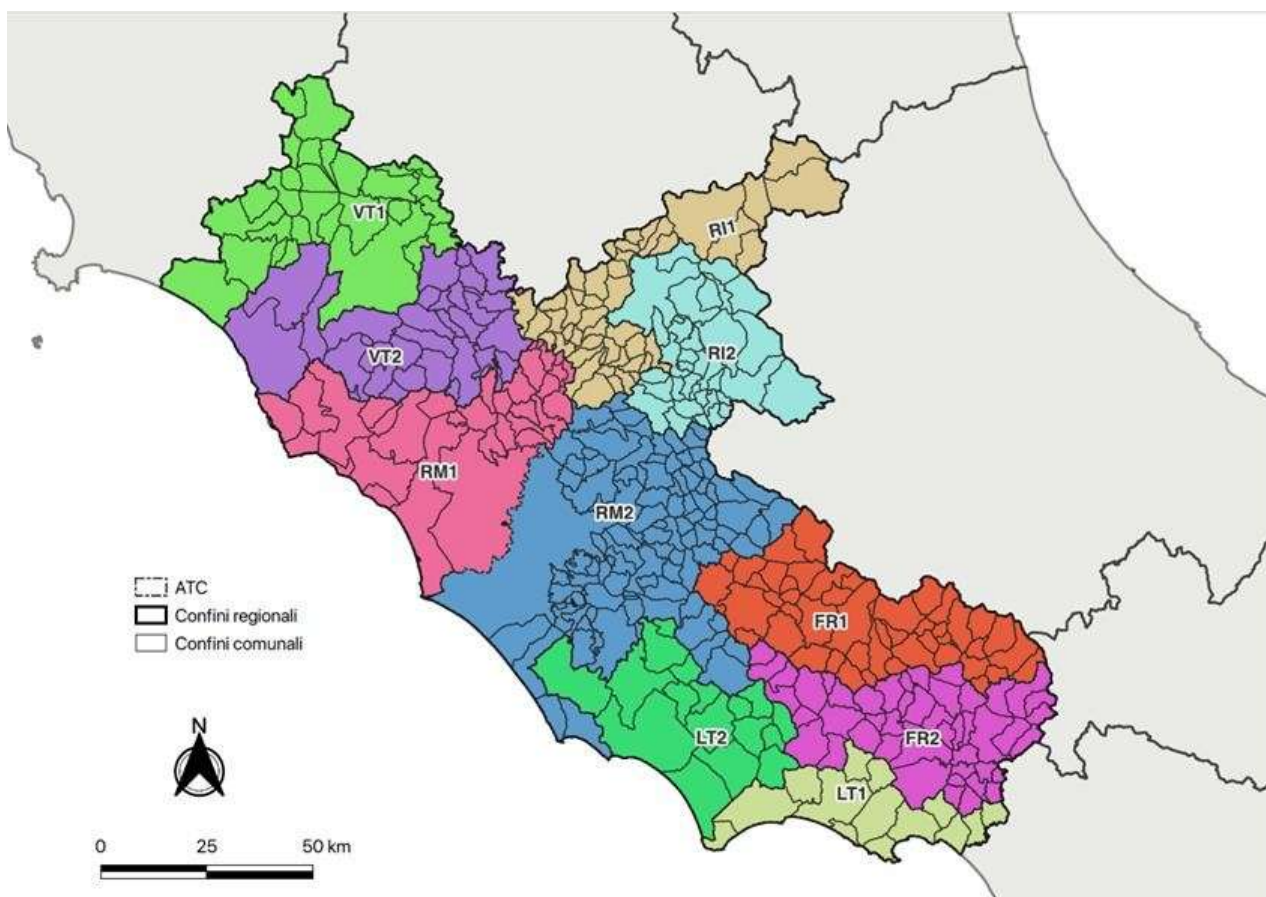 VT1
RI1
VT2
RI2
RM1
RM2
FR1
LT2
FR2
LT1
ATC
Confini regionali
Confini comunali
N
0 25 50 km